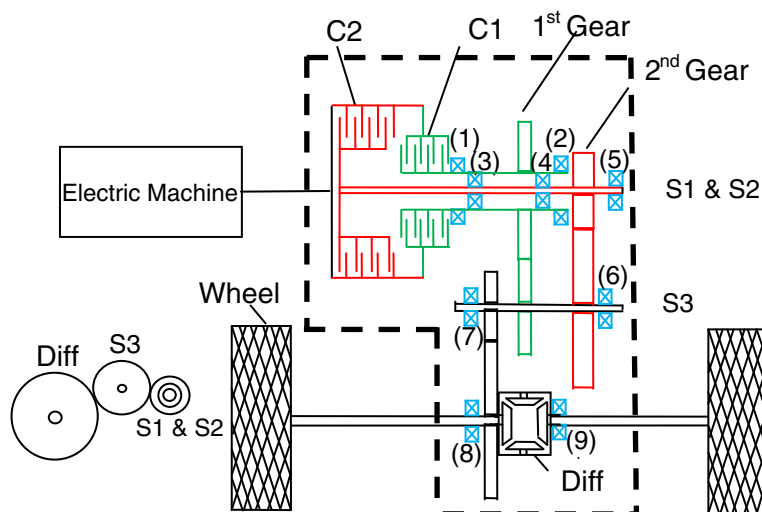 1st Gear
C2
C1
2nd Gear
(1)
(2)
(3)
(4)
(5)
Electric Machine
S1 & S2
(6)
S3
Wheel
(7)
Diff
S3
S1 & S2
(8)
(9)
Diff